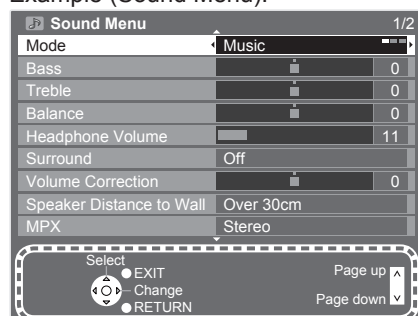 Example (Sound Menu):
Sound Menu 1/2
Mode Music
Bass 0
Treble 0
Balance 0
Headphone Volume 11
Surround Off
Volume Correction 0
Speaker Distance to Wall Over 30cm
MPX Stereo
Select
EXIT
Change
RETURN
Page up
Page down